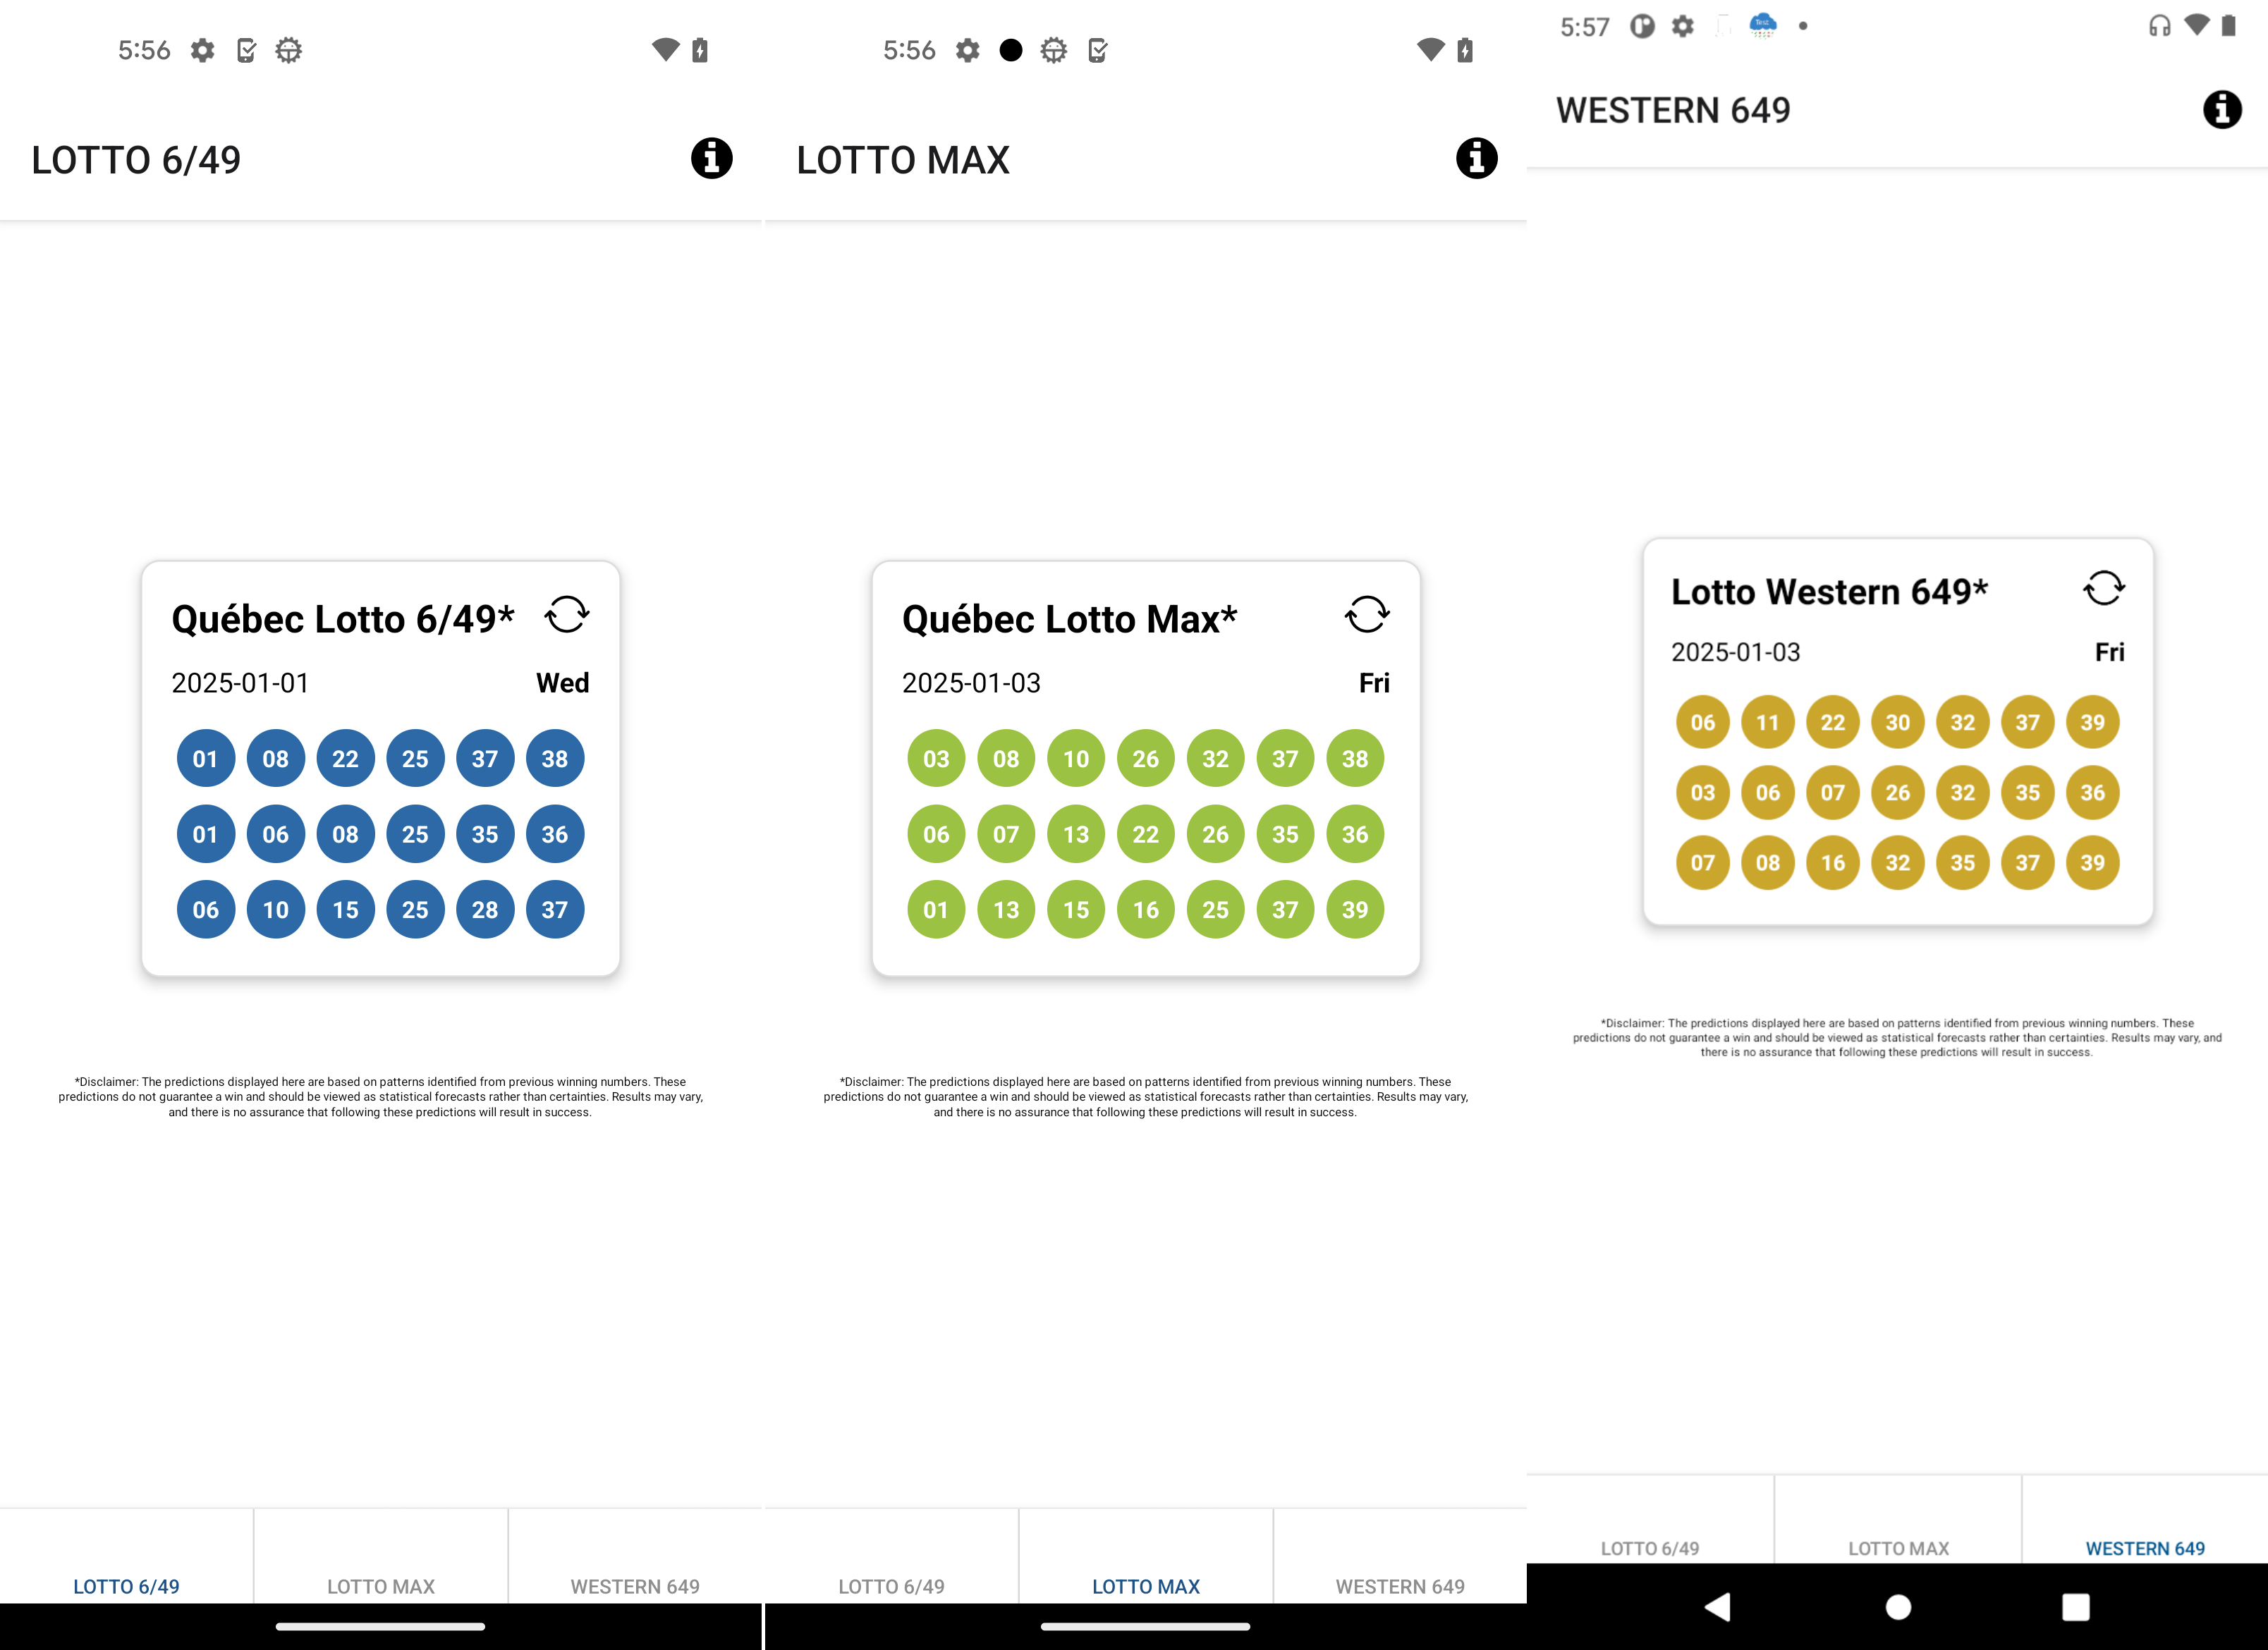 5:56
LOTTO 6/49
Québec Lotto 6/49*
2025-01-01 Wed
01 08 22 25 37 38
01 06 08 25 35 36
06 10 15 25 28 37
*Disclaimer: The predictions displayed here are based on patterns identified from previous winning numbers. These
predictions do not guarantee a win and should be viewed as statistical forecasts rather than certainties. Results may vary,
and there is no assurance that following these predictions will result in success.
LOTTO 6/49 LOTTO MAX WESTERN 649
5:56
LOTTO MAX
Québec Lotto Max*
2025-01-03 Fri
03 08 10 26 32 37 38
06 07 13 22 26 35 36
01 13 15 16 25 37 39
*Disclaimer: The predictions displayed here are based on patterns identified from previous winning numbers. These
predictions do not guarantee a win and should be viewed as statistical forecasts rather than certainties. Results may vary,
and there is no assurance that following these predictions will result in success.
LOTTO 6/49 LOTTO MAX WESTERN 649
5:57
Test
WESTERN 649
Lotto Western 649*
2025-01-03 Fri
06 11 22 30 32 37 39
03 06 07 26 32 35 36
07 08 16 32 35 37 39
*Disclaimer: The predictions displayed here are based on patterns identified from previous winning numbers. These
predictions do not guarantee a win and should be viewed as statistical forecasts rather than certainties. Results may vary, and
there is no assurance that following these predictions will result in success.
LOTTO 6/49 LOTTO MAX WESTERN 649